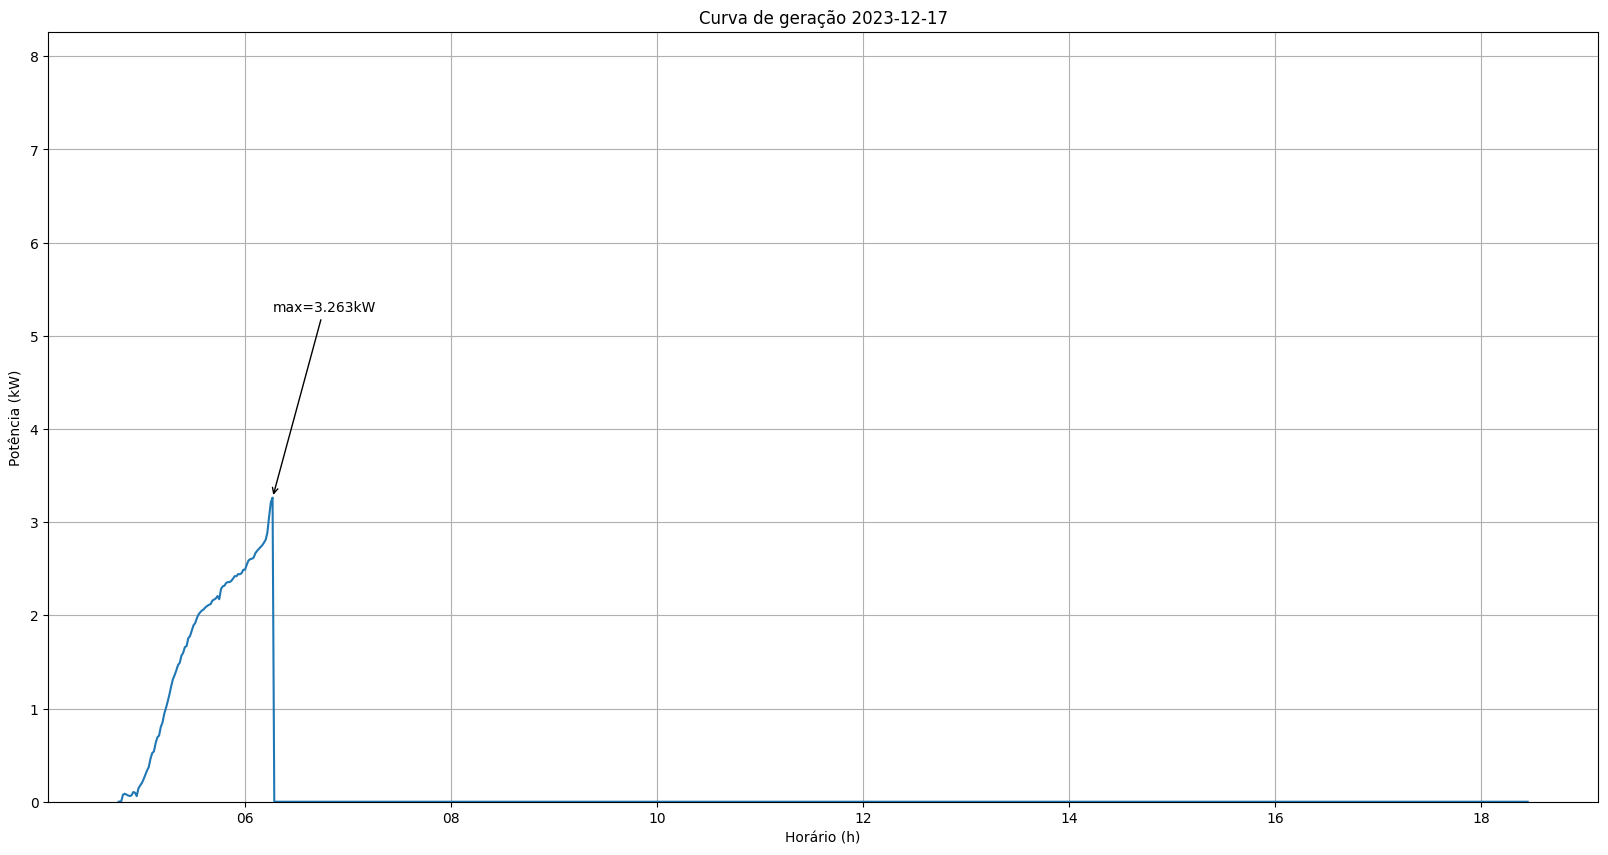 Curva de geração 2023-12-17
8
7
6
max=3.263kW
5
4
3
2
1
0
Potência (kW)
06 08 10 12 14 16 18
Horário (h)